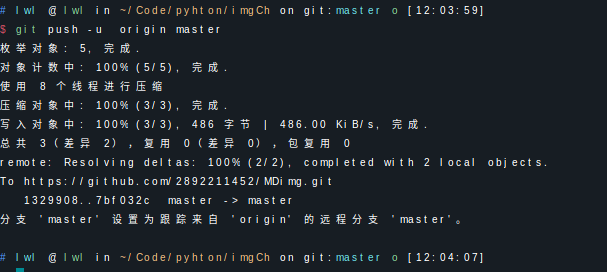 # lwl @ lwl in ~/Code/pyhton/imgCh on git:master o [12:03:59]
$ git push -u origin master
枚举对象: 5, 完成.
对象计数中: 100% (5/5), 完成.
使用 8 个线程进行压缩
压缩对象中: 100% (3/3), 完成.
写入对象中: 100% (3/3), 486 字节 | 486.00 KiB/s, 完成.
总共 3（差异 2），复用 0（差异 0），包复用 0
remote: Resolving deltas: 100% (2/2), completed with 2 local objects.
To https://github.com/2892211452/MDimg.git
1329908..7bf032c  master -> master
分支 'master' 设置为跟踪来自 'origin' 的远程分支 'master'。
# lwl @ lwl in ~/Code/pyhton/imgCh on git:master o [12:04:07]